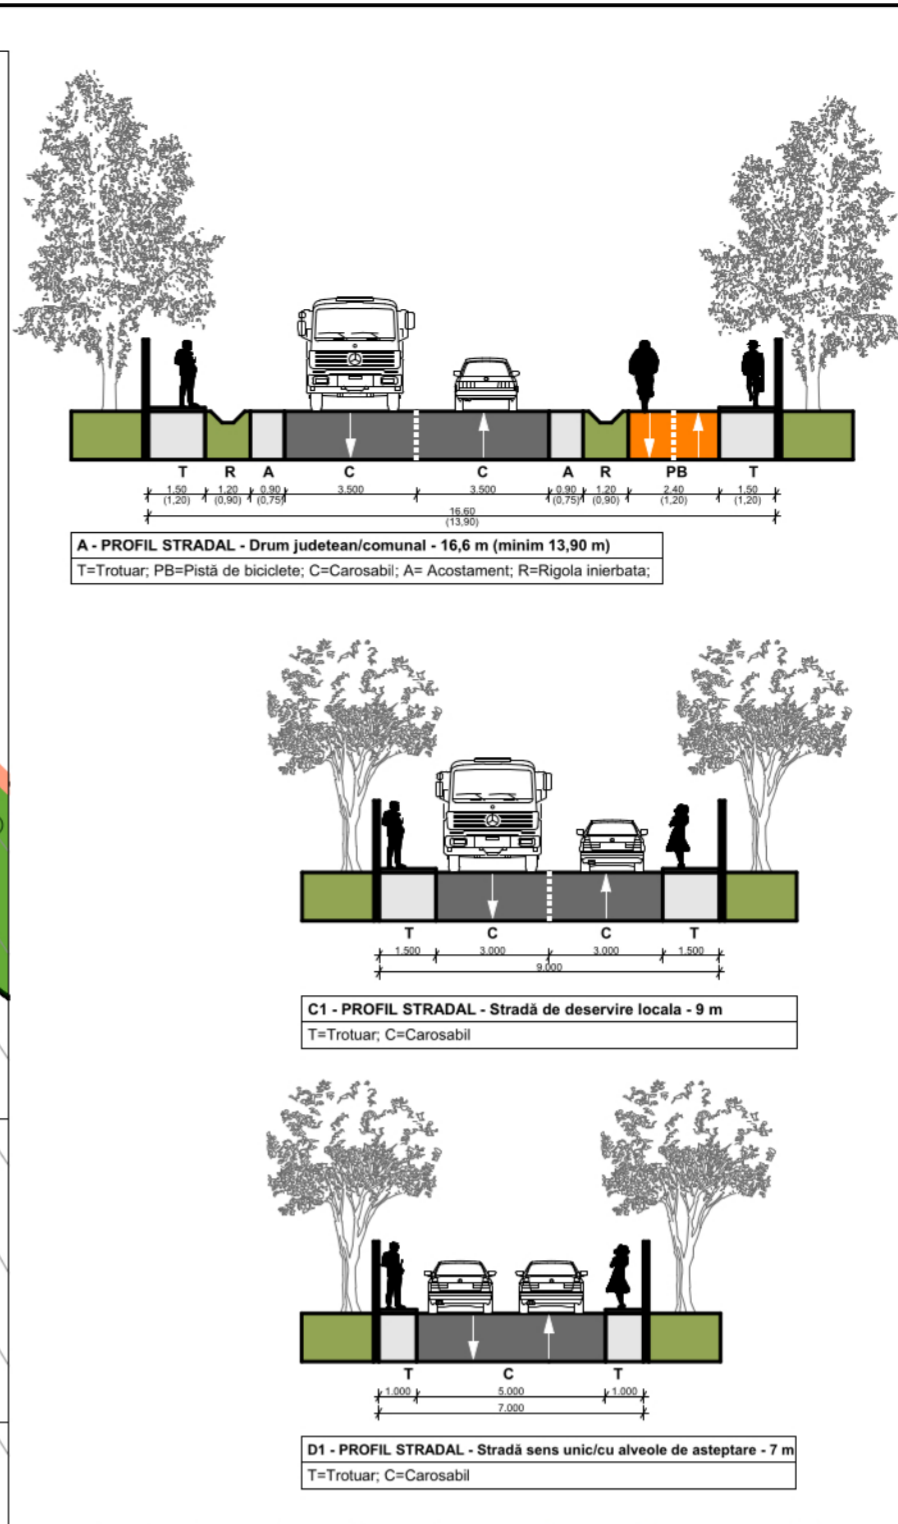 T R A C C A R PB T
1.50 1.20 0.90 3.500 3.500 0.90 1.20 2.40 1.50
(1,20) (0,90) (0,75) (0,75) (0,90) (1,20) (1,20)
16.60
(13,90)
A - PROFIL STRADAL - Drum judetean/comunal - 16,6 m (minim 13,90 m)
T=Trotuar; PB=Pistă de biciclete; C=Carosabil; A= Acostament; R=Rigola inierbata;
T C C T
1.500 3.000 3.000 1.500
9.000
C1 - PROFIL STRADAL - Stradă de deservire locala - 9 m
T=Trotuar; C=Carosabil
T C T
1.000 5.000 1.000
7.000
D1 - PROFIL STRADAL - Stradă sens unic/cu alveole de asteptare - 7 m
T=Trotuar; C=Carosabil